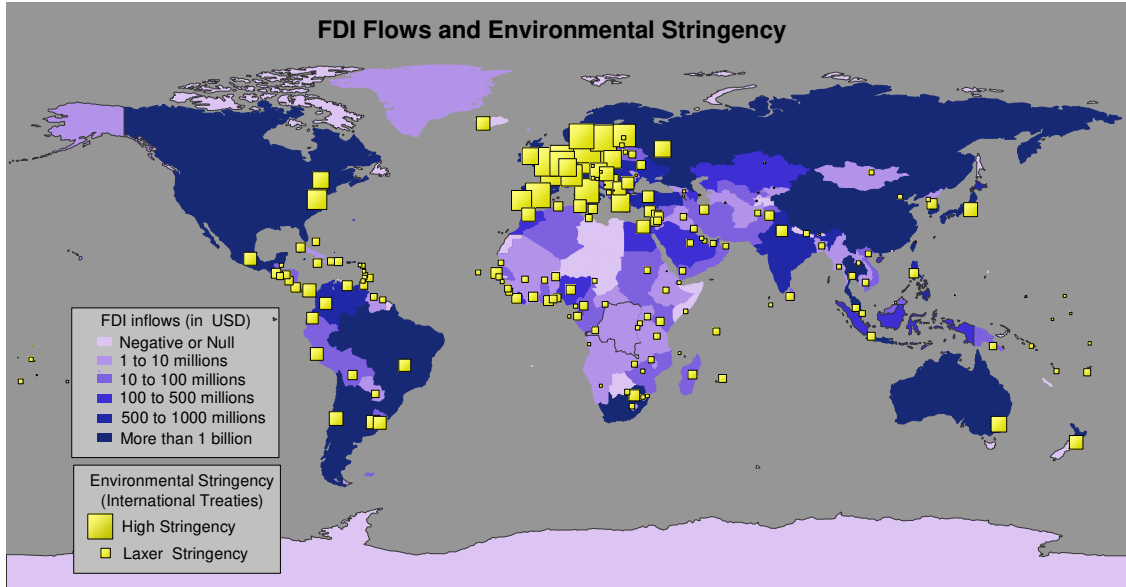 FDI Flows and Environmental Stringency
FDI inflows (in USD)
Negative or Null
1 to 10 millions
10 to 100 millions
100 to 500 millions
500 to 1000 millions
More than 1 billion
Environmental Stringency
(International Treaties)
High Stringency
Laxer Stringency